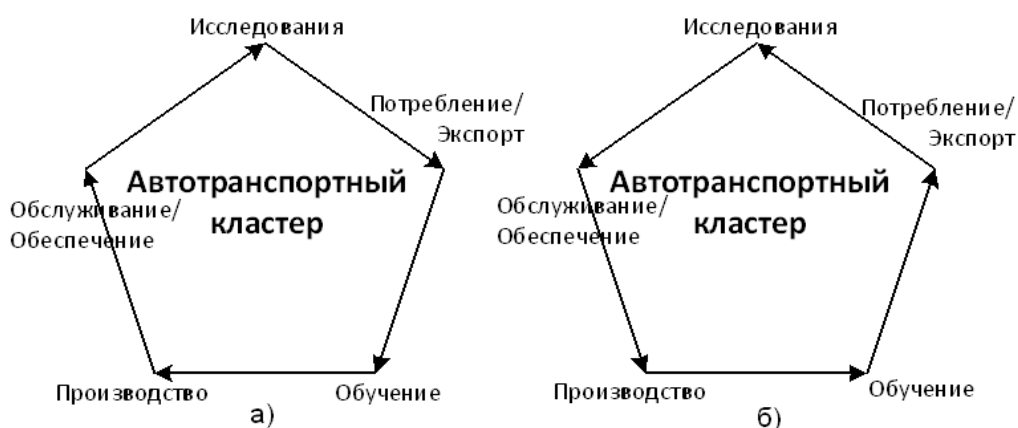 Исследования
Потребление/
Экспорт
Автотранспортный
кластер
Обслуживание/
Обеспечение
Производство
Обучение
а)
Исследования
Потребление/
Экспорт
Автотранспортный
кластер
Обслуживание/
Обеспечение
Производство
Обучение
б)